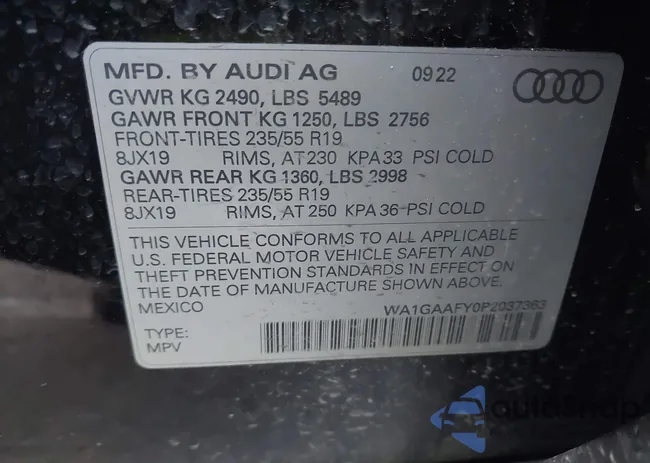 MFD. BY AUDI AG 09 22
GVWR KG 2490, LBS 5489
GAWR FRONT KG 1250, LBS 2756
FRONT-TIRES 235/55 R19
8JX19 RIMS, AT 230 KPA 33 PSI COLD
GAWR REAR KG 1360, LBS 2998
REAR-TIRES 235/55 R19
8JX19 RIMS, AT 250 KPA 36 PSI COLD
THIS VEHICLE CONFORMS TO ALL APPLICABLE
U.S. FEDERAL MOTOR VEHICLE SAFETY AND
THEFT PREVENTION STANDARDS IN EFFECT ON
THE DATE OF MANUFACTURE SHOWN ABOVE.
MEXICO WA1GAAFY0P2037363
TYPE:
MPV
autoSnap